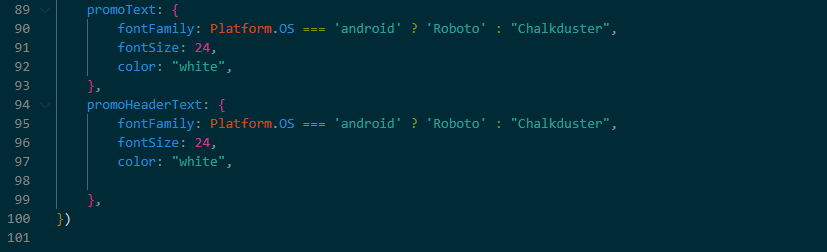 89 promoText: {
90 fontFamily: Platform.OS === 'android' ? 'Roboto' : "Chalkduster",
91 fontSize: 24,
92 color: "white",
93 },
94 promoHeaderText: {
95 fontFamily: Platform.OS === 'android' ? 'Roboto' : "Chalkduster",
96 fontSize: 24,
97 color: "white",
98
99 },
100 })
101